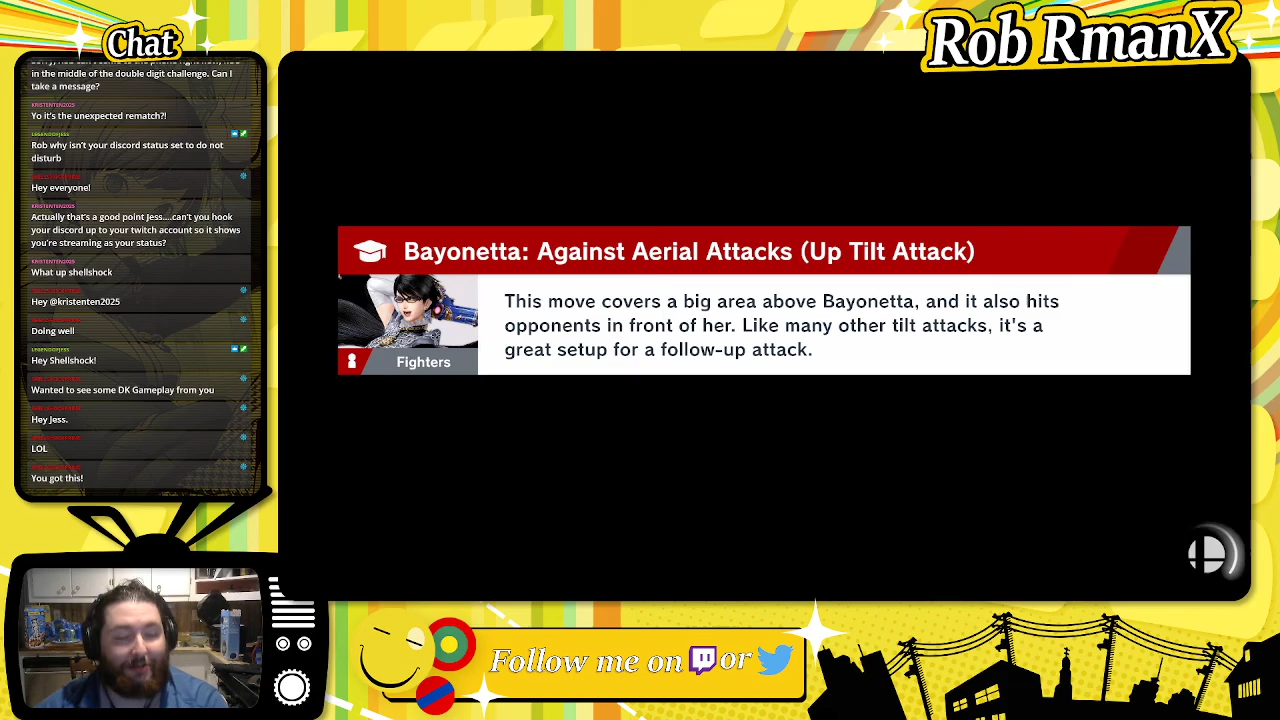 Chat
Rob RmanX
in the middle of the double digit challenge. Can I
take a message?
KRISTENTEN2025
Yo it is the unexpected rematch?!
LEGENDOFJESS
Rob why isn't your discord status set to do not
disturb
Hey everyone!
KRISTENTEN2025
Actually that's a good point Jess...can't you hook
your discord up to your twitch account so it shows
you're streaming as your status?
KRISTENTEN2025
What up shellshock!
Hey @kristenten2025
Doing well
LEGENDOFJESS
Hey Shellshock!
Wanted to see some DK Gameplay from you
Hey Jess.
LOL
You got this!
Bayonetta: Against Aerial Attacks (Up Tilt Attack)
This move covers a big area above Bayonetta, and it also hits
opponents in front of her. Like many other tilt attacks, it's a
great setup for a follow-up attack.
Fighters
Follow me on or